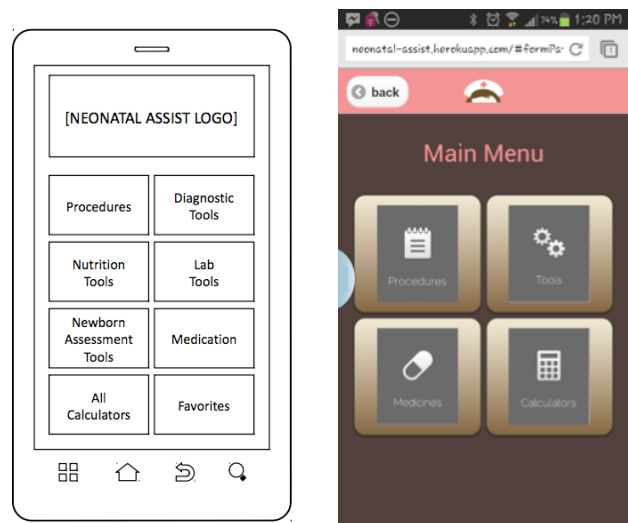 [NEONATAL ASSIST LOGO]
Procedures
Diagnostic
Tools
Nutrition
Tools
Lab
Tools
Newborn
Assessment
Tools
Medication
All
Calculators
Favorites
74% 1:20 PM
neonatal-assist.herokuapp.com/#formPa
1
back
Main Menu
Procedures
Tools
Medicines
Calculators